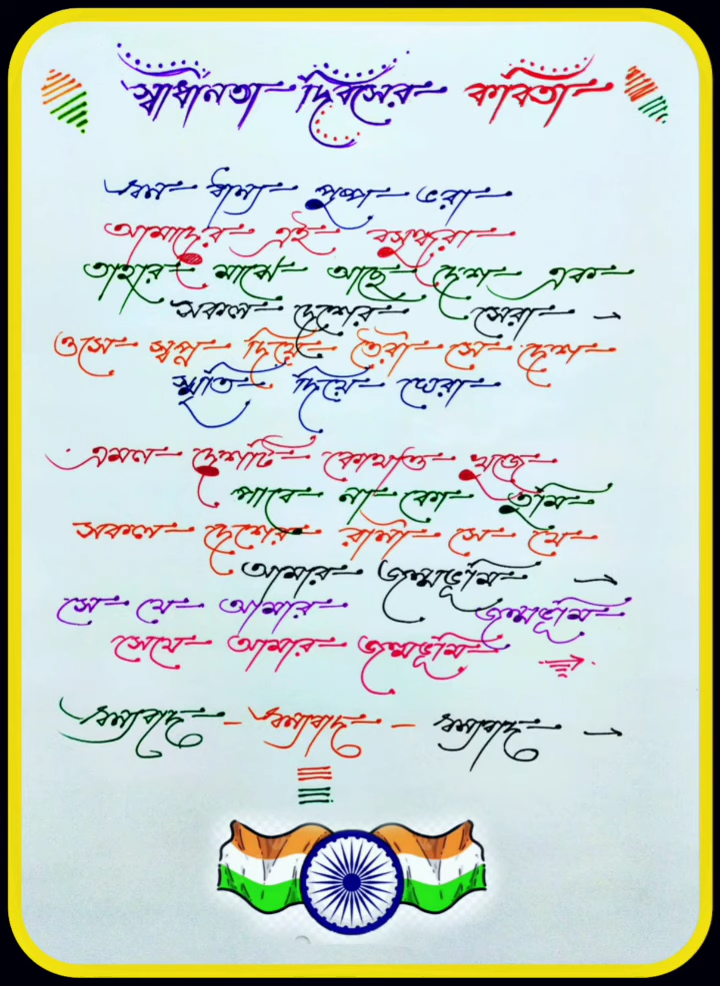 স্বাধীনতা দিবসের কবিতা
ধন ধান্য পুষ্প ভরা
আমাদের এই বসুন্ধরা
তাহার মাঝে আছে দেশ এক
সকল দেশের সেরা
ওসে স্বপ্ন দিয়ে তৈরী সে দেশ
স্মৃতি দিয়ে ঘেরা
এমন দেশটি কোথাও খুজে
পাবে না কো তুমি
সকল দেশের রানী সে যে
আমার জন্মভূমি
সে যে আমার জন্মভূমি
সেযে আমার জন্মভূমি
ধন্যবাদ - ধন্যবাদ - ধন্যবাদ